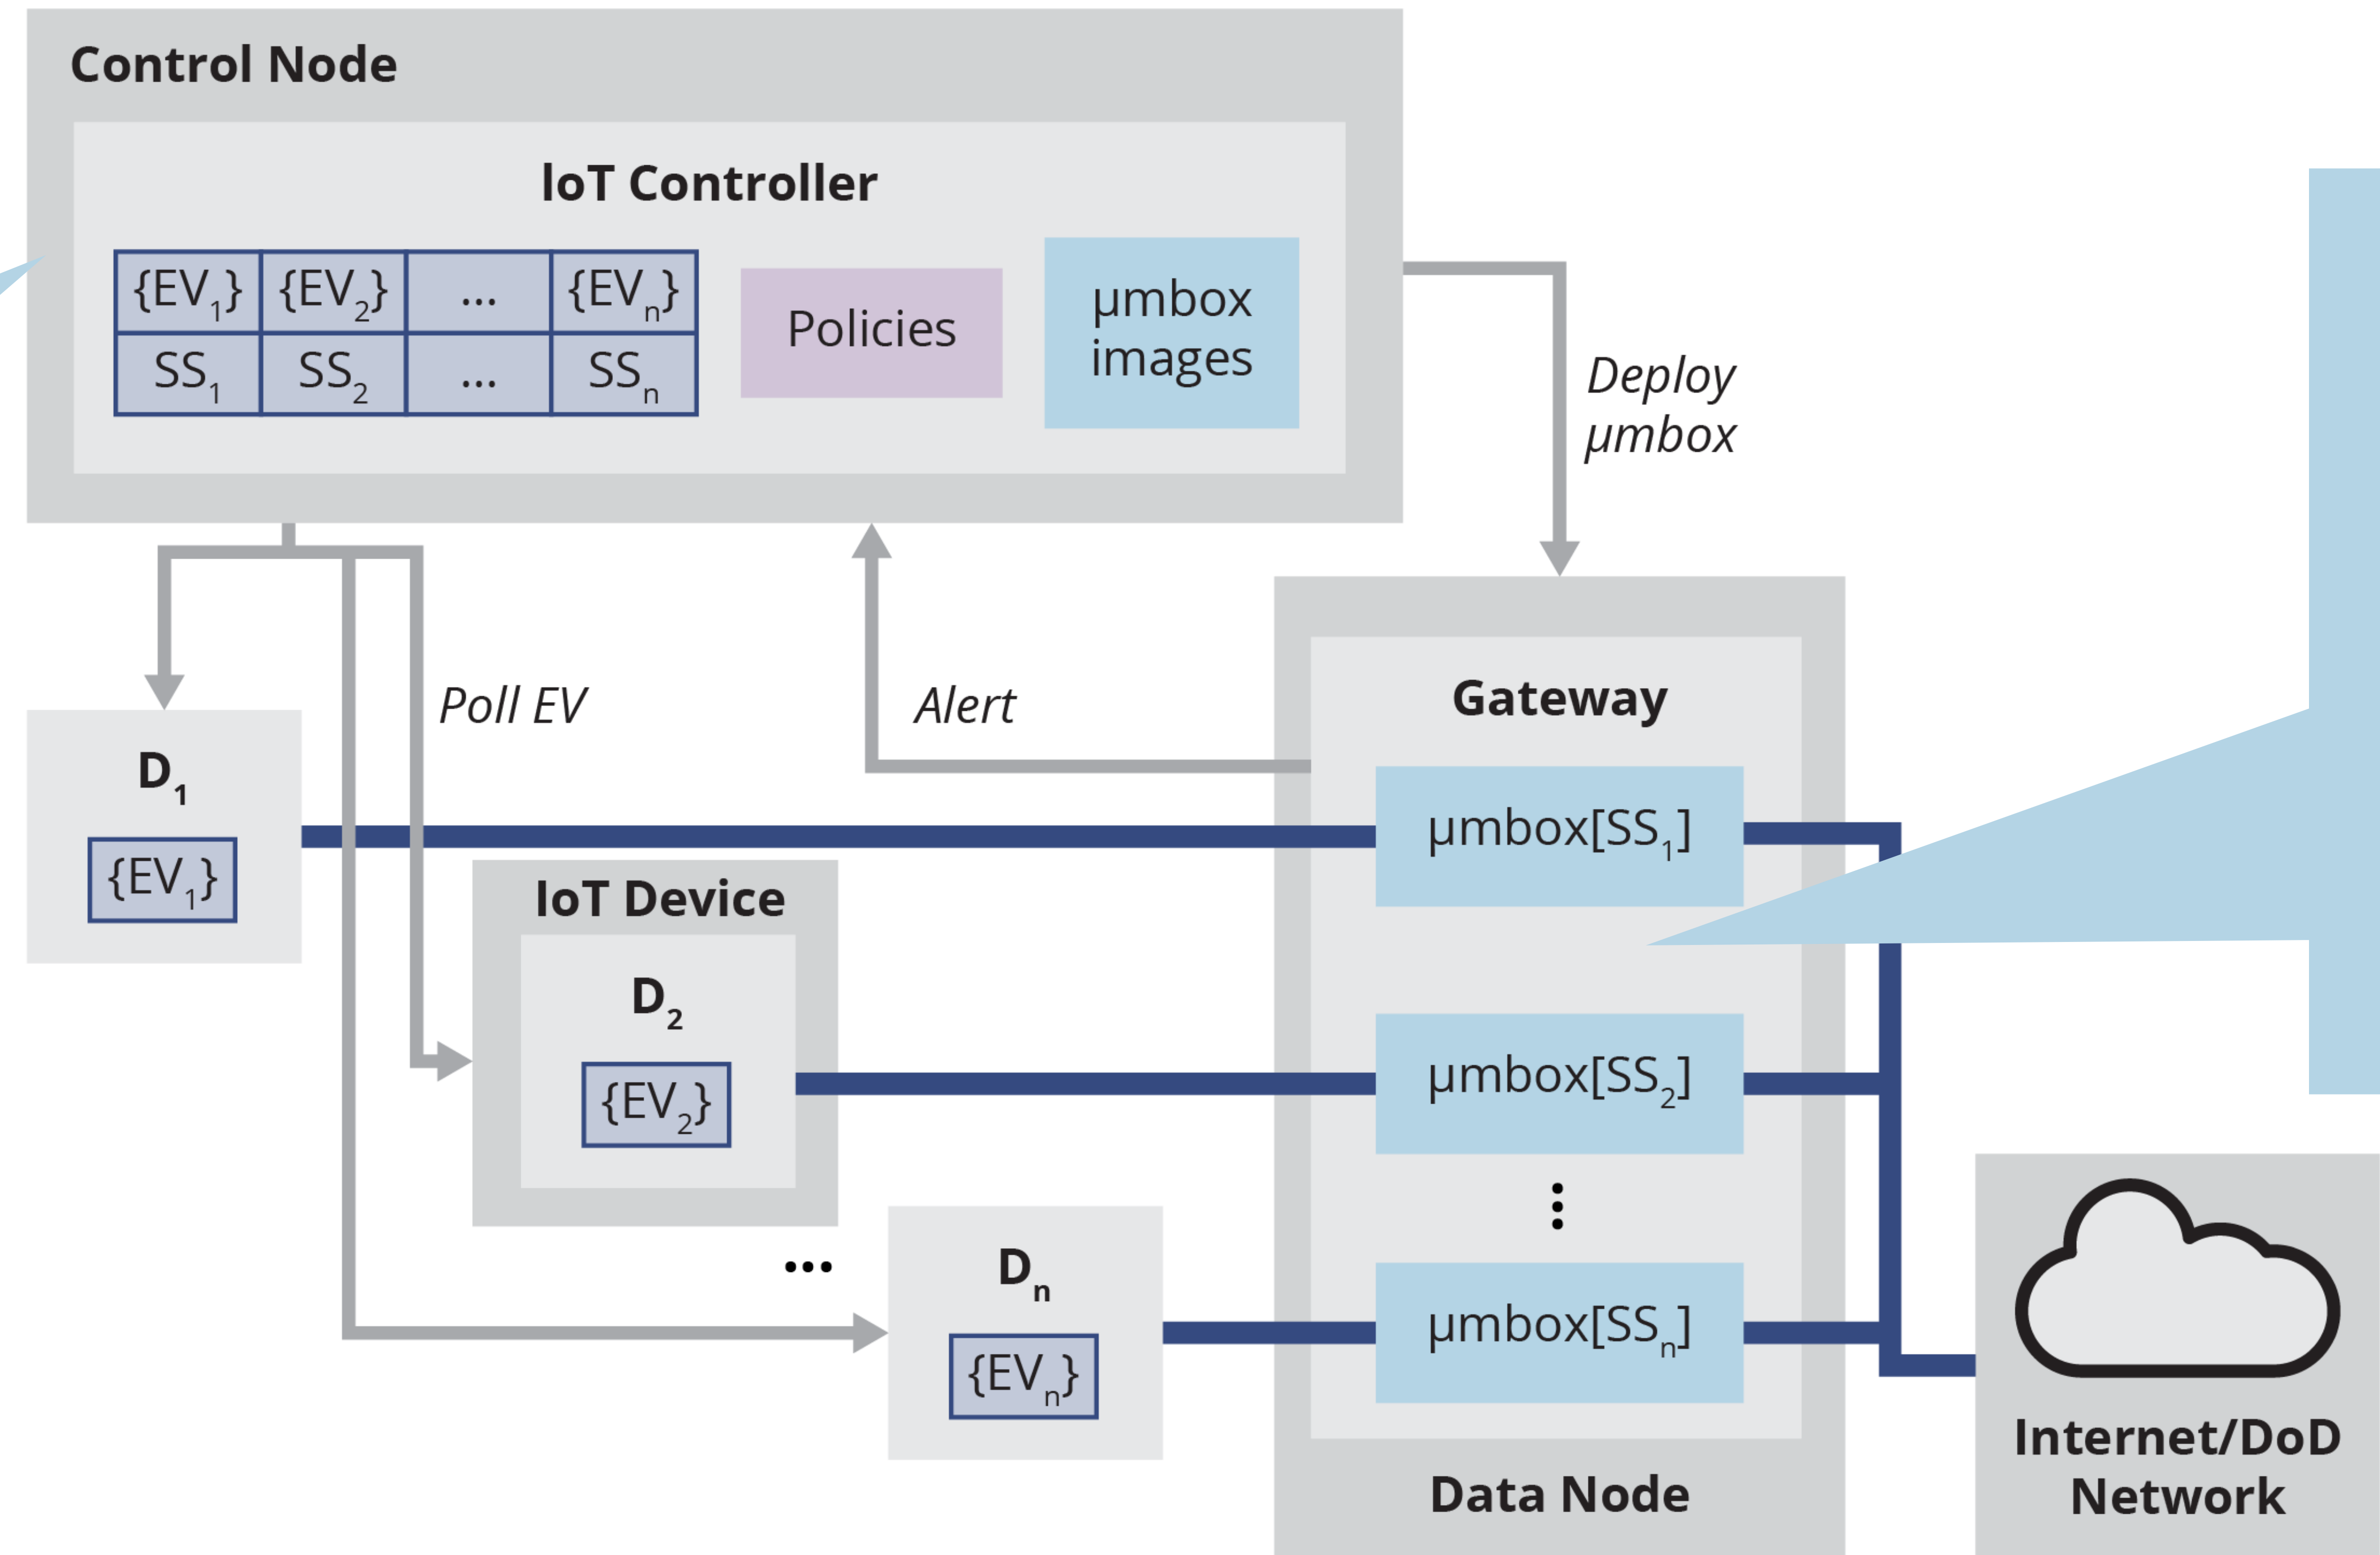 Control Node
IoT Controller
{EV1} {EV2} ... {EVn}
SS1 SS2 ... SSn
Policies
µmbox
images
Deploy
µmbox
Poll EV
Alert
Gateway
D1
{EV1}
µmbox[SS1]
IoT Device
D2
{EV2}
µmbox[SS2]
...
Dn
{EVn}
µmbox[SSn]
Data Node
Internet/DoD
Network